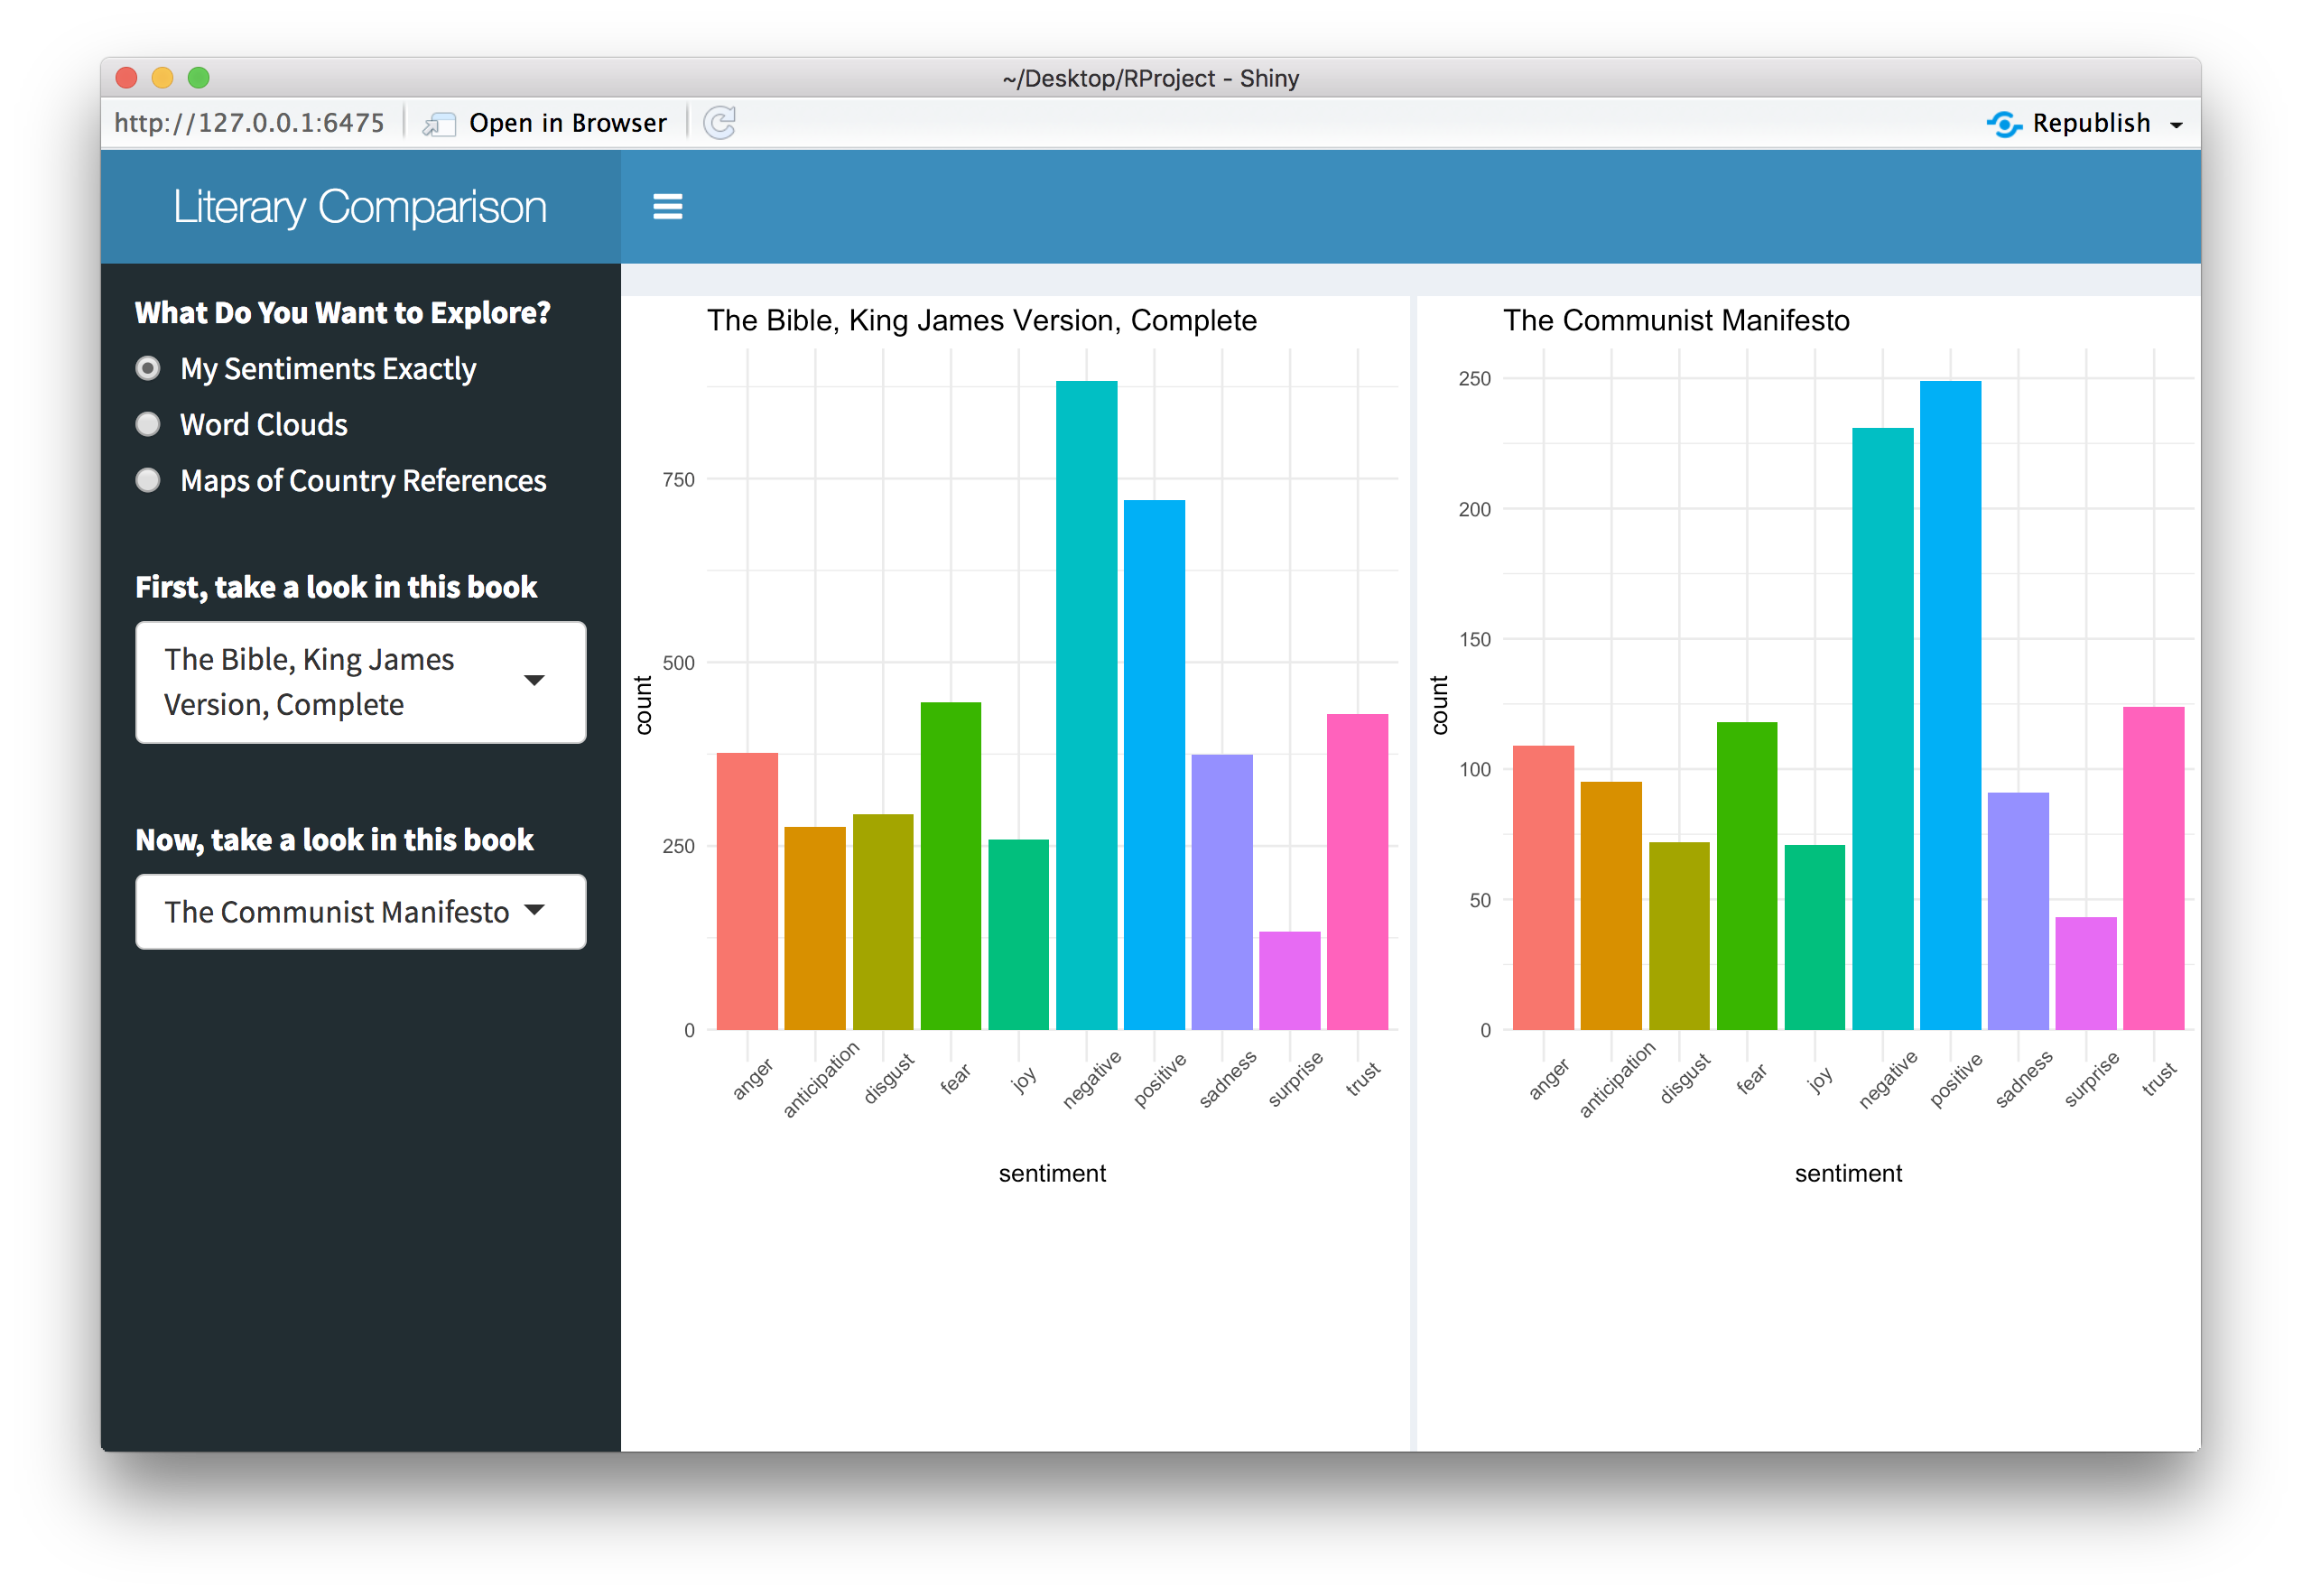 ~/Desktop/RProject - Shiny
http://127.0.0.1:6475
Open in Browser
Republish
Literary Comparison
What Do You Want to Explore?
My Sentiments Exactly
Word Clouds
Maps of Country References
First, take a look in this book
The Bible, King James
Version, Complete
Now, take a look in this book
The Communist Manifesto
The Bible, King James Version, Complete
count
750
500
250
0
anger
anticipation
disgust
fear
joy
negative
positive
sadness
surprise
trust
sentiment
The Communist Manifesto
count
250
200
150
100
50
0
anger
anticipation
disgust
fear
joy
negative
positive
sadness
surprise
trust
sentiment